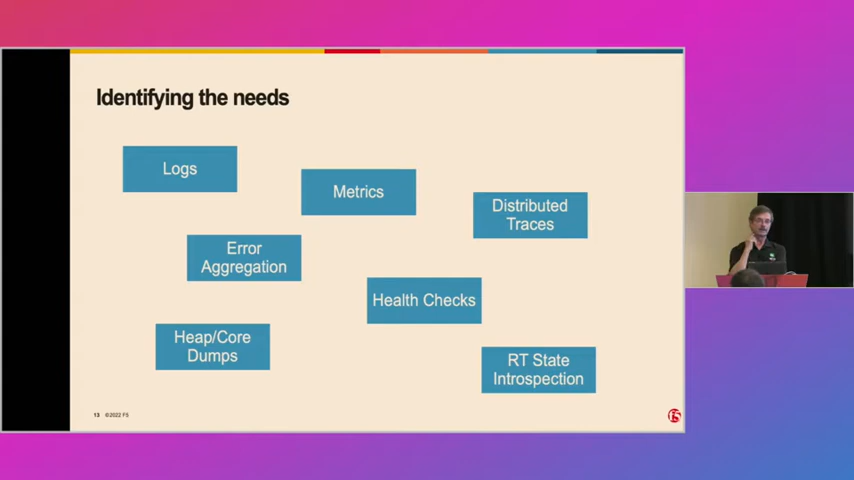 Identifying the needs
Logs
Metrics
Distributed
Traces
Error
Aggregation
Health Checks
Heap/Core
Dumps
RT State
Introspection
13 ©2022 F5
f5